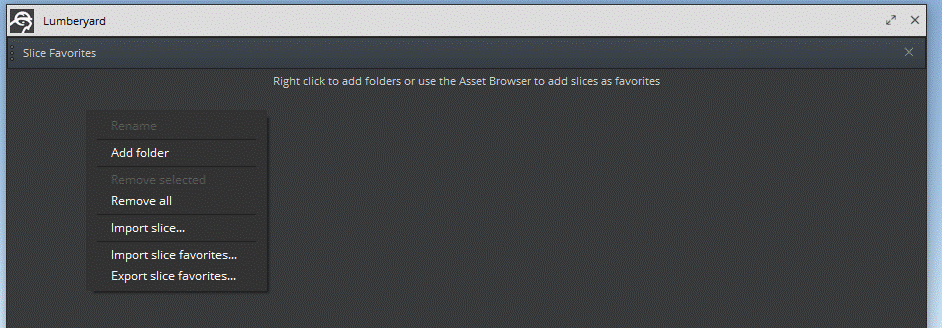 Lumberyard
Slice Favorites
Right click to add folders or use the Asset Browser to add slices as favorites
Rename
Add folder
Remove selected
Remove all
Import slice...
Import slice favorites...
Export slice favorites...